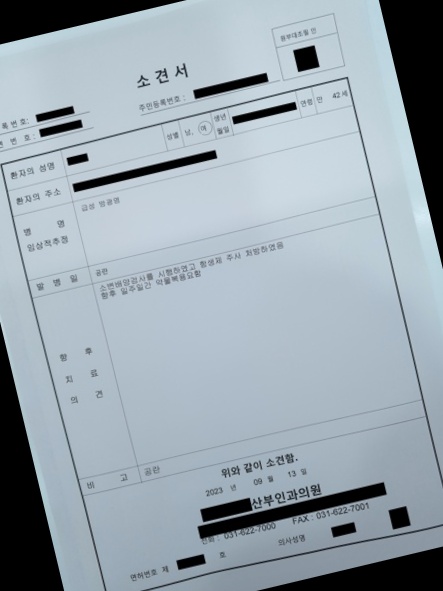 원부대조필 인
소 견 서
록 번 호:
주민등록번호 :
번 호 :
환자의 성명
성별 남, 여 생년월일 연령 만 42 세
환자의 주소
병 명
임상적추정
급성 방광염
발 병 일
공란
소변배양검사를 시행하였고 항생제 주사 처방하였음
향후 일주일간 약물복용요함
향 후
치 료
의 견
비 고
공란
위와 같이 소견함.
2023 년 09 월 13 일
산부인과의원
전화 : 031-622-7000 FAX : 031-622-7001
면허번호 제 호 의사성명